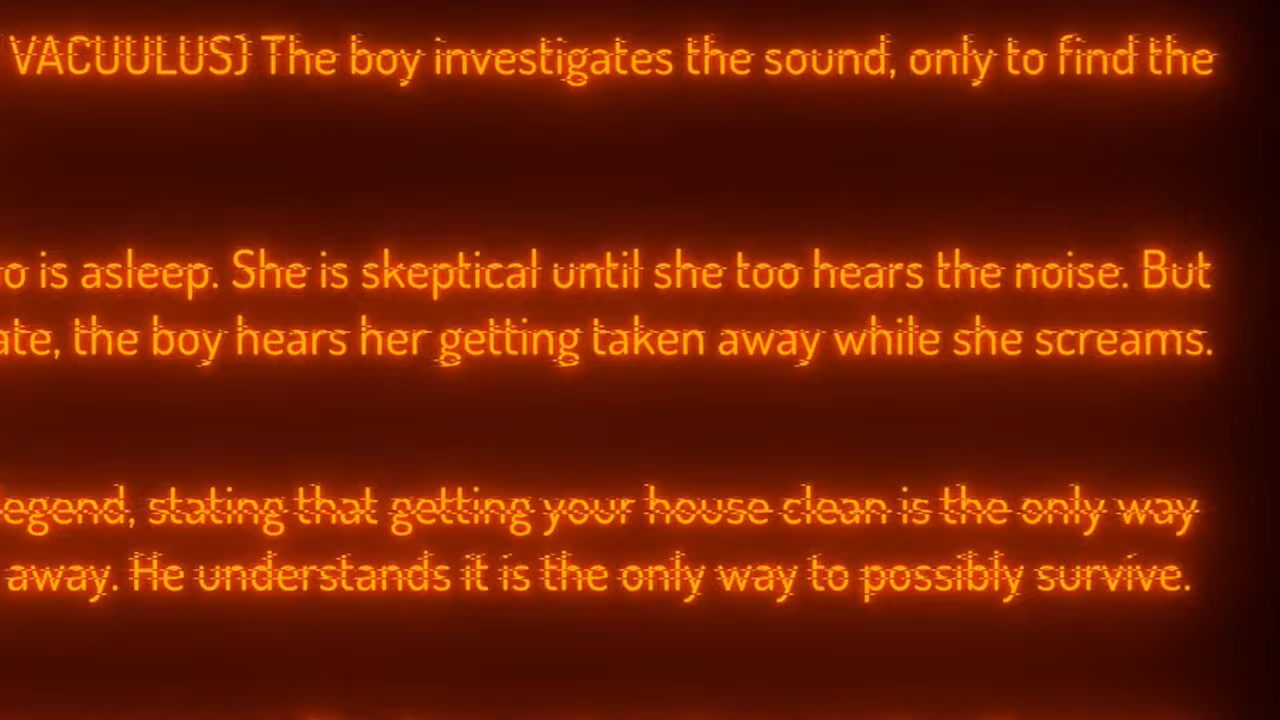 VACUULUS) The boy investigates the sound, only to find the
is asleep. She is skeptical until she too hears the noise. But
the boy hears her getting taken away while she screams.
stating that getting your house clean is the only way
away. He understands it is the only way to possibly survive.